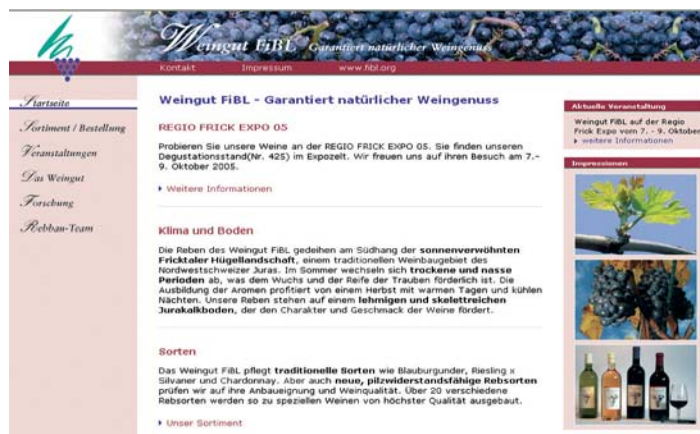 Weingut FiBL Garantiert natürlicher Weingenuss
Kontakt Impressum www.fibl.org
Startseite
Sortiment / Bestellung
Veranstaltungen
Das Weingut
Forschung
Rebbau-Team
Weingut FiBL - Garantiert natürlicher Weingenuss
REGIO FRICK EXPO 05
Probieren Sie unsere Weine an der REGIO FRICK EXPO 05. Sie finden unseren
Degustationsstand(Nr. 425) im Expozelt. Wir freuen uns auf ihren Besuch am 7.-
9. Oktober 2005.
Weitere Informationen
Klima und Boden
Die Reben des Weingut FiBL gedeihen am Südhang der sonnenverwöhnten
Fricktaler Hügellandschaft, einem traditionellen Weinbaugebiet des
Nordwestschweizer Juras. Im Sommer wechseln sich trockene und nasse
Perioden ab, was dem Wuchs und der Reife der Trauben förderlich ist. Die
Ausbildung der Aromen profitiert von einem Herbst mit warmen Tagen und kühlen
Nächten. Unsere Reben stehen auf einem lehmigen und skelettreichen
Jurakalkboden, der den Charakter und Geschmack der Weine fördert.
Sorten
Das Weingut FiBL pflegt traditionelle Sorten wie Blauburgunder, Riesling x
Silvaner und Chardonnay. Aber auch neue, pilzwiderstandsfähige Rebsorten
prüfen wir auf ihre Anbaueignung und Weinqualität. Über 20 verschiedene
Rebsorten werden so zu speziellen Weinen von höchster Qualität ausgebaut.
Unser Sortiment
Aktuelle Veranstaltung
Weingut FiBL auf der Regio
Frick Expo vom 7. - 9. Oktober
weitere Informationen
Impressionen